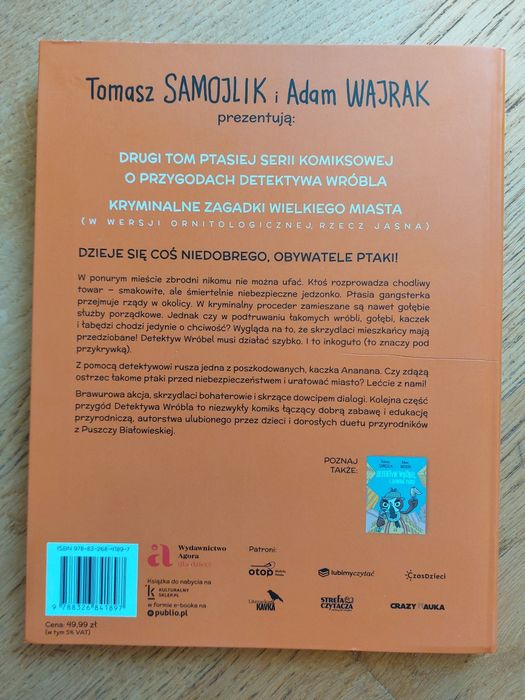 Tomasz SAMOJLIK i Adam WAJRAK
prezentują:
DRUGI TOM PTASIEJ SERII KOMIKSOWEJ
O PRZYGODACH DETEKTYWA WRÓBLA
KRYMINALNE ZAGADKI WIELKIEGO MIASTA
(W WERSJI ORNITOLOGICZNEJ, RZECZ JASNA)
DZIEJE SIĘ COŚ NIEDOBREGO, OBYWATELE PTAKI!
W ponurym mieście zbrodni nikomu nie można ufać. Ktoś rozprowadza chodliwy
towar – smakowite, ale śmiertelnie niebezpieczne jedzonko. Ptasia gangsterka
przejmuje rządy w okolicy. W kryminalny proceder zamieszane są nawet gołębie
służby porządkowe. Jednak czy w podtruwaniu łakomych wróbli, gołębi, kaczek
i łabędzi chodzi jedynie o chciwość? Wygląda na to, że skrzydlaci mieszkańcy mają
przedziobane! Detektyw Wróbel musi działać szybko. I to inkoguto (to znaczy pod
przykrywką).
Z pomocą detektywowi rusza jedna z poszkodowanych, kaczka Ananana. Czy zdążą
ostrzec łakome ptaki przed niebezpieczeństwem i uratować miasto? Lećcie z nami!
Brawurowa akcja, skrzydlaci bohaterowie i skrzące dowcipem dialogi. Kolejna część
przygód Detektywa Wróbla to niezwykły komiks łączący dobrą zabawę i edukację
przyrodniczą, autorstwa ulubionego przez dzieci i dorosłych duetu przyrodników
z Puszczy Białowieskiej.
POZNAJ
TAKŻE:
ISBN 978-83-268-4189-7
9 788326 841897
Cena: 49,99 zł
(w tym 5% VAT)
a
Wydawnictwo
Agora
dla dzieci
Książka do nabycia na
KULTURALNY
SKLEP.PL
w formie e-booka na
publio.pl
Patroni:
otop
lubimyczytać
CzasDzieci
KAVKA
STREFA
CZYTACZA
CRAZY NAUKA